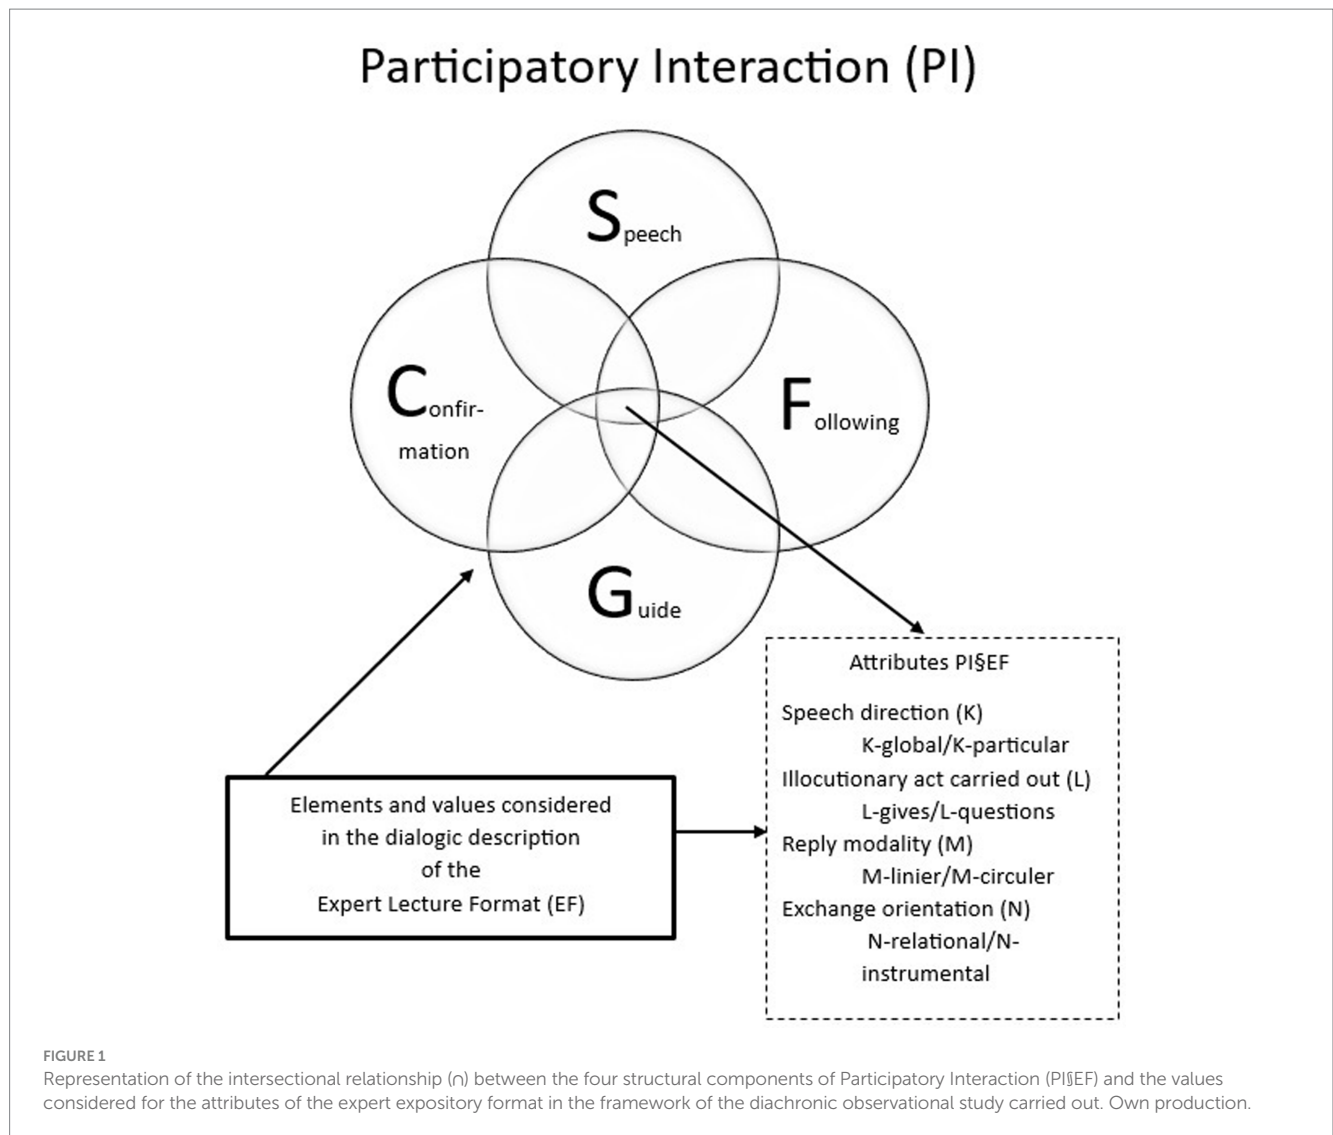 Participatory Interaction (PI)
Speech
Confir-
mation
Following
Guide
Attributes PI§EF
Speech direction (K)
K-global/K-particular
Illocutionary act carried out (L)
L-gives/L-questions
Reply modality (M)
M-linier/M-circuler
Exchange orientation (N)
N-relational/N-
instrumental
Elements and values considered
in the dialogic description
of the
Expert Lecture Format (EF)
FIGURE 1
Representation of the intersectional relationship (∩) between the four structural components of Participatory Interaction (PI§EF) and the values
considered for the attributes of the expert expository format in the framework of the diachronic observational study carried out. Own production.